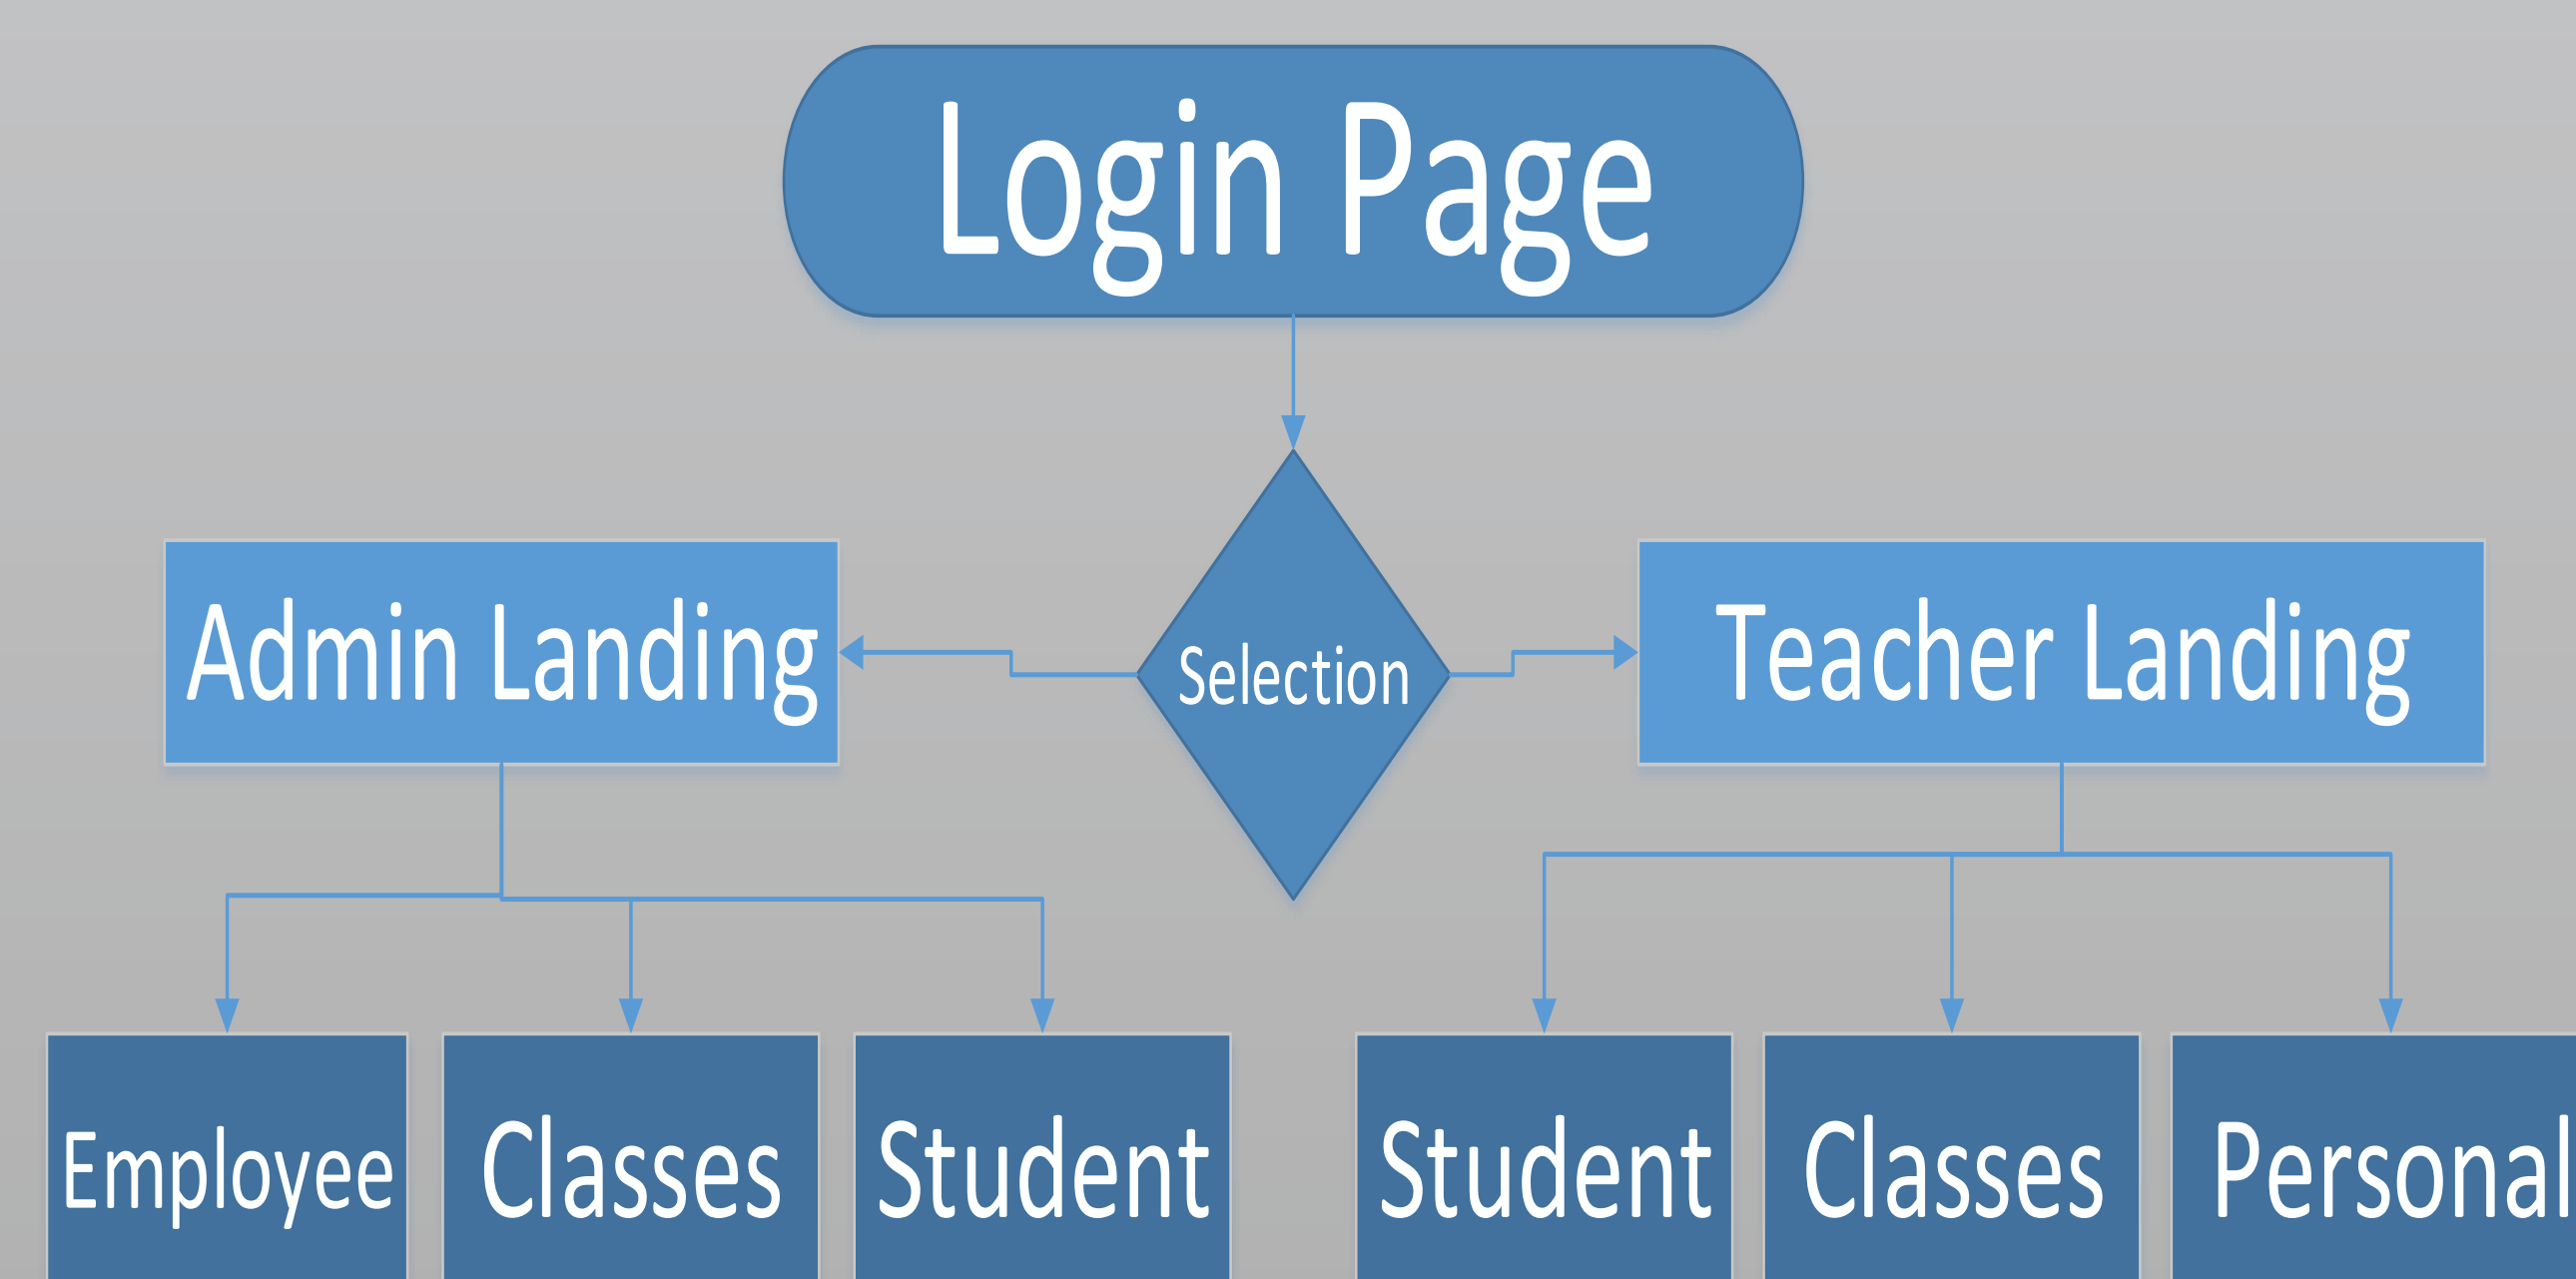 Login Page
Selection
Admin Landing
Teacher Landing
Employee
Classes
Student
Student
Classes
Personal